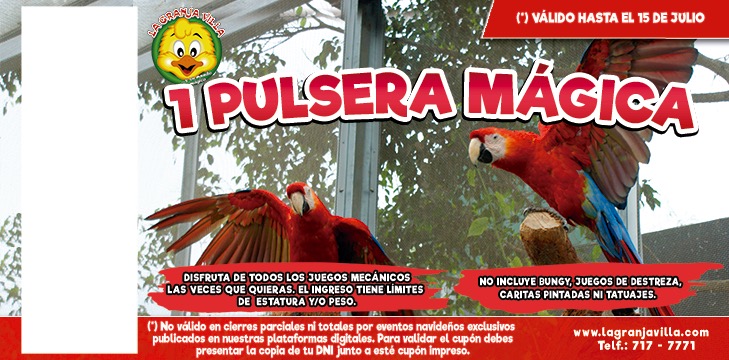 LA GRANJA VILLA
(*) VÁLIDO HASTA EL 15 DE JULIO
1 PULSERA MÁGICA
DISFRUTA DE TODOS LOS JUEGOS MECÁNICOS
LAS VECES QUE QUIERAS. EL INGRESO TIENE LÍMITES
DE ESTATURA Y/O PESO.
NO INCLUYE BUNGY, JUEGOS DE DESTREZA,
CARITAS PINTADAS NI TATUAJES.
(*) No válido en cierres parciales ni totales por eventos navideños exclusivos
publicados en nuestras plataformas digitales. Para validar el cupón debes
presentar la copia de tu DNI junto a esté cupón impreso.
www.lagranjavilla.com
Telf.: 717 - 7771